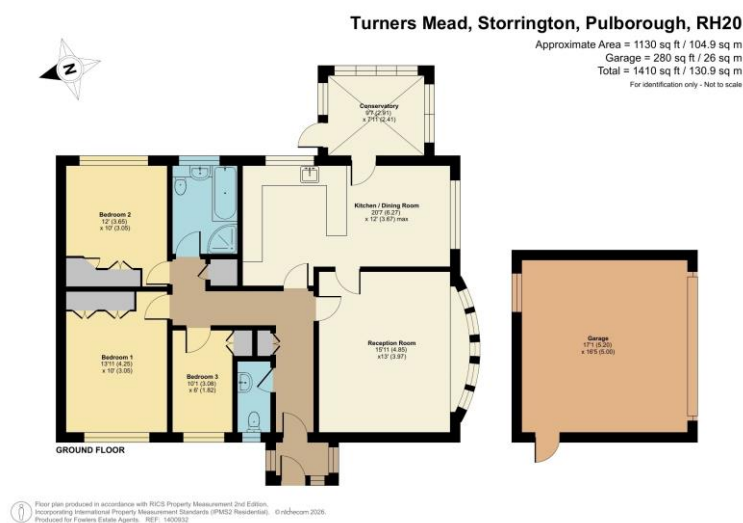 Turners Mead, Storrington, Pulborough, RH20
Approximate Area = 1130 sq ft / 104.9 sq m
Garage = 280 sq ft / 26 sq m
Total = 1410 sq ft / 130.9 sq m
For identification only - Not to scale
N
Conservatory
9'7 (2.91)
x 7'11 (2.41)
Bedroom 2
12' (3.65)
x 10' (3.05)
Kitchen / Dining Room
20'7 (6.27)
x 12' (3.67) max
Bedroom 1
13'11 (4.25)
x 10' (3.05)
Bedroom 3
10'1 (3.08)
x 6' (1.82)
Reception Room
15'11 (4.85)
x13' (3.97)
Garage
17'1 (5.20)
x 16'5 (5.00)
GROUND FLOOR
Floor plan produced in accordance with RICS Property Measurement 2nd Edition,
Incorporating International Property Measurement Standards (IPMS2 Residential). © nichecom 2026.
Produced for Fowlers Estate Agents. REF: 1400932